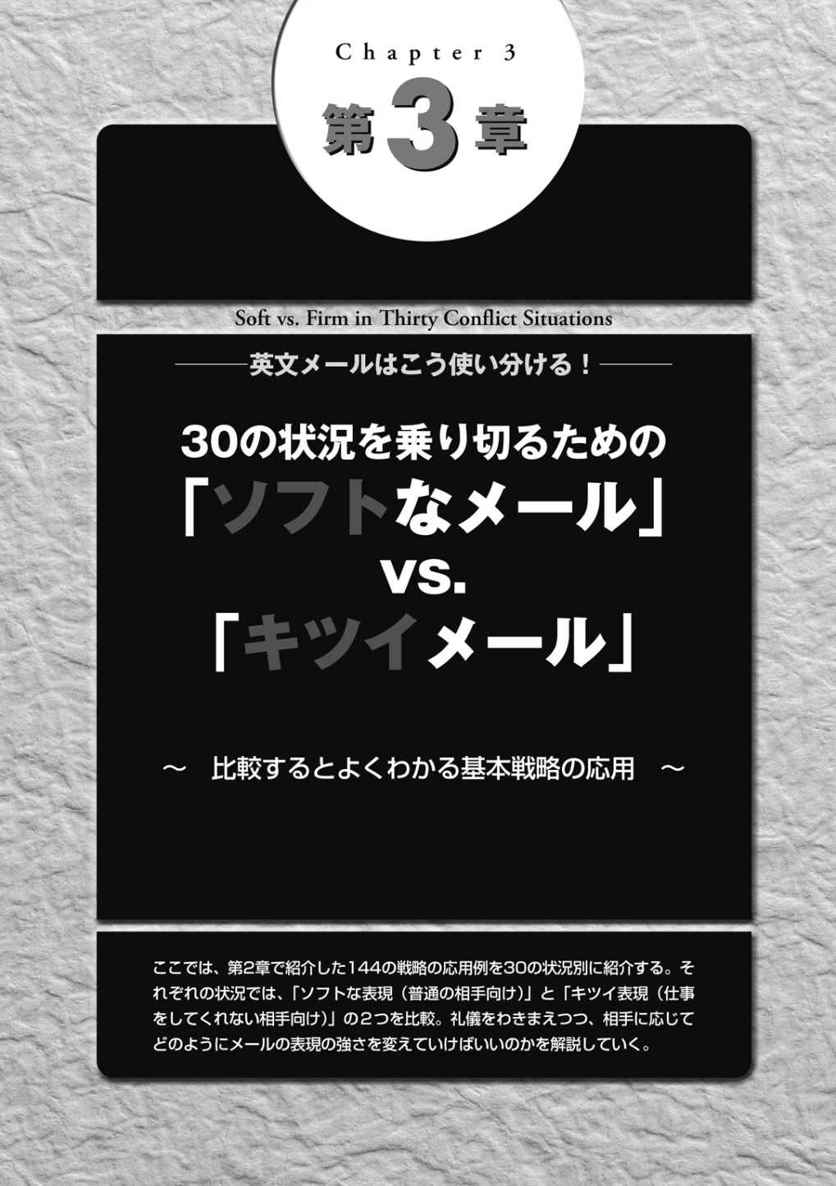 Chapter 3
第3章
Soft vs. Firm in Thirty Conflict Situations
英文メールはこう使い分ける！
30の状況を乗り切るための
「ソフトなメール」
vs.
「キツイメール」
～　比較するとよくわかる基本戦略の応用　～
ここでは、第2章で紹介した144の戦略の応用例を30の状況別に紹介する。そ
れぞれの状況では、「ソフトな表現（普通の相手向け）」と「キツイ表現（仕事
をしてくれない相手向け）」の2つを比較。礼儀をわきまえつつ、相手に応じて
どのようにメールの表現の強さを変えていけばいいのかを解説していく。